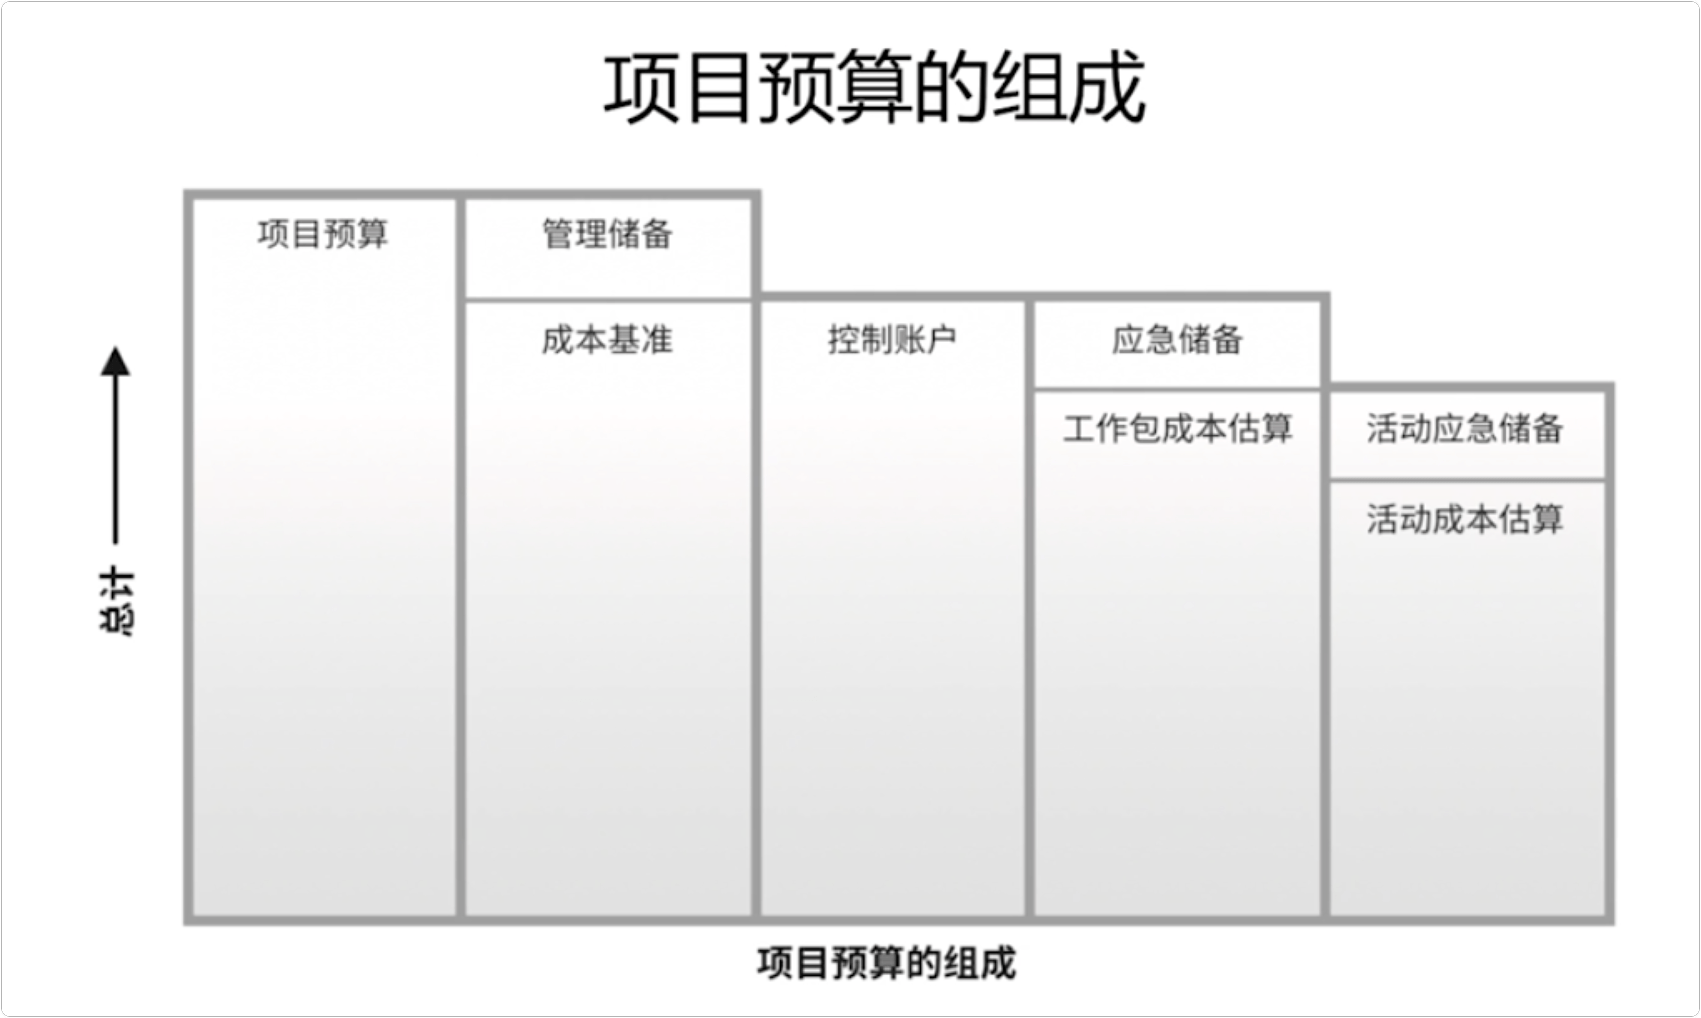 项目预算的组成
项目预算
管理储备
成本基准
控制账户
应急储备
工作包成本估算
活动应急储备
活动成本估算
总计
项目预算的组成